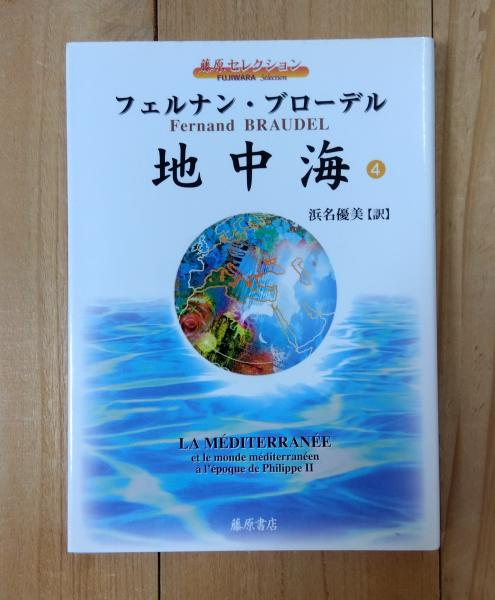 藤原セレクション
FUJIWARA Selection
フェルナン・ブローデル
Fernand BRAUDEL
地中海 4
浜名優美【訳】
LA MÉDITERRANÉE
et le monde méditerranéen
à l'époque de Philippe II
藤原書店